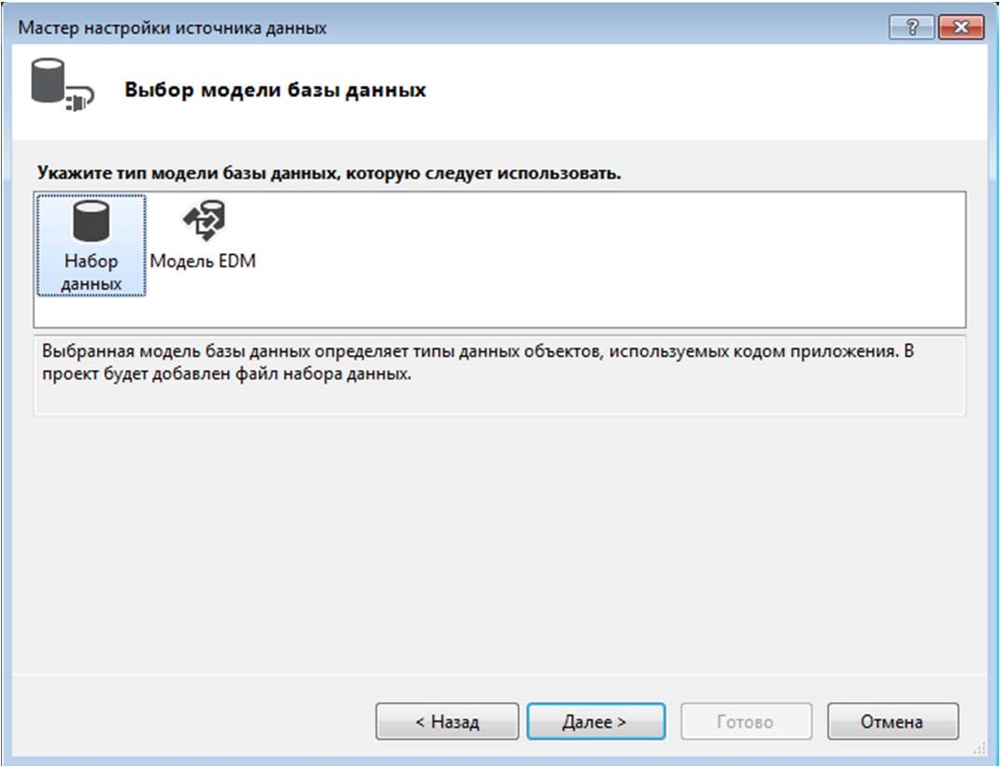 Мастер настройки источника данных
?
Выбор модели базы данных
Укажите тип модели базы данных, которую следует использовать.
Набор
данных
Модель EDM
Выбранная модель базы данных определяет типы данных объектов, используемых кодом приложения. В
проект будет добавлен файл набора данных.
< Назад
Далее >
Готово
Отмена